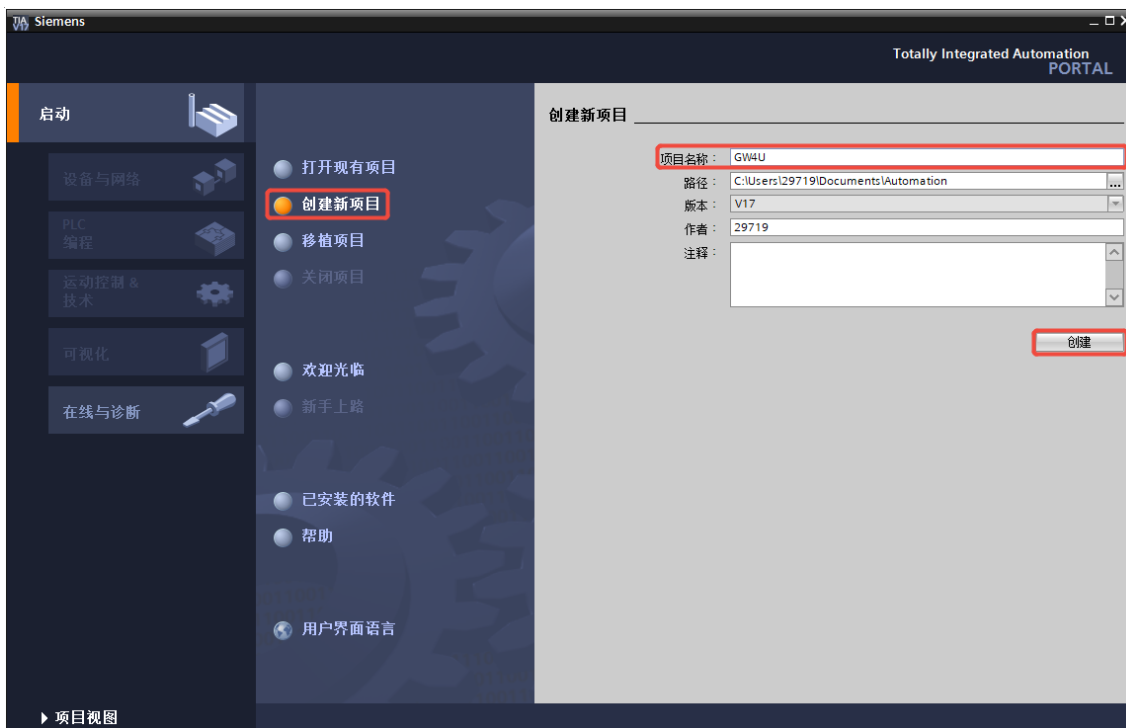 Siemens
Totally Integrated Automation
PORTAL
启动
设备与网络
PLC
编程
运动控制 &
技术
可视化
在线与诊断
项目视图
打开现有项目
创建新项目
移植项目
关闭项目
欢迎光临
新手上路
已安装的软件
帮助
用户界面语言
创建新项目
项目名称： GW4U
路径： C:\Users\29719\Documents\Automation ...
版本： V17
作者： 29719
注释：
创建